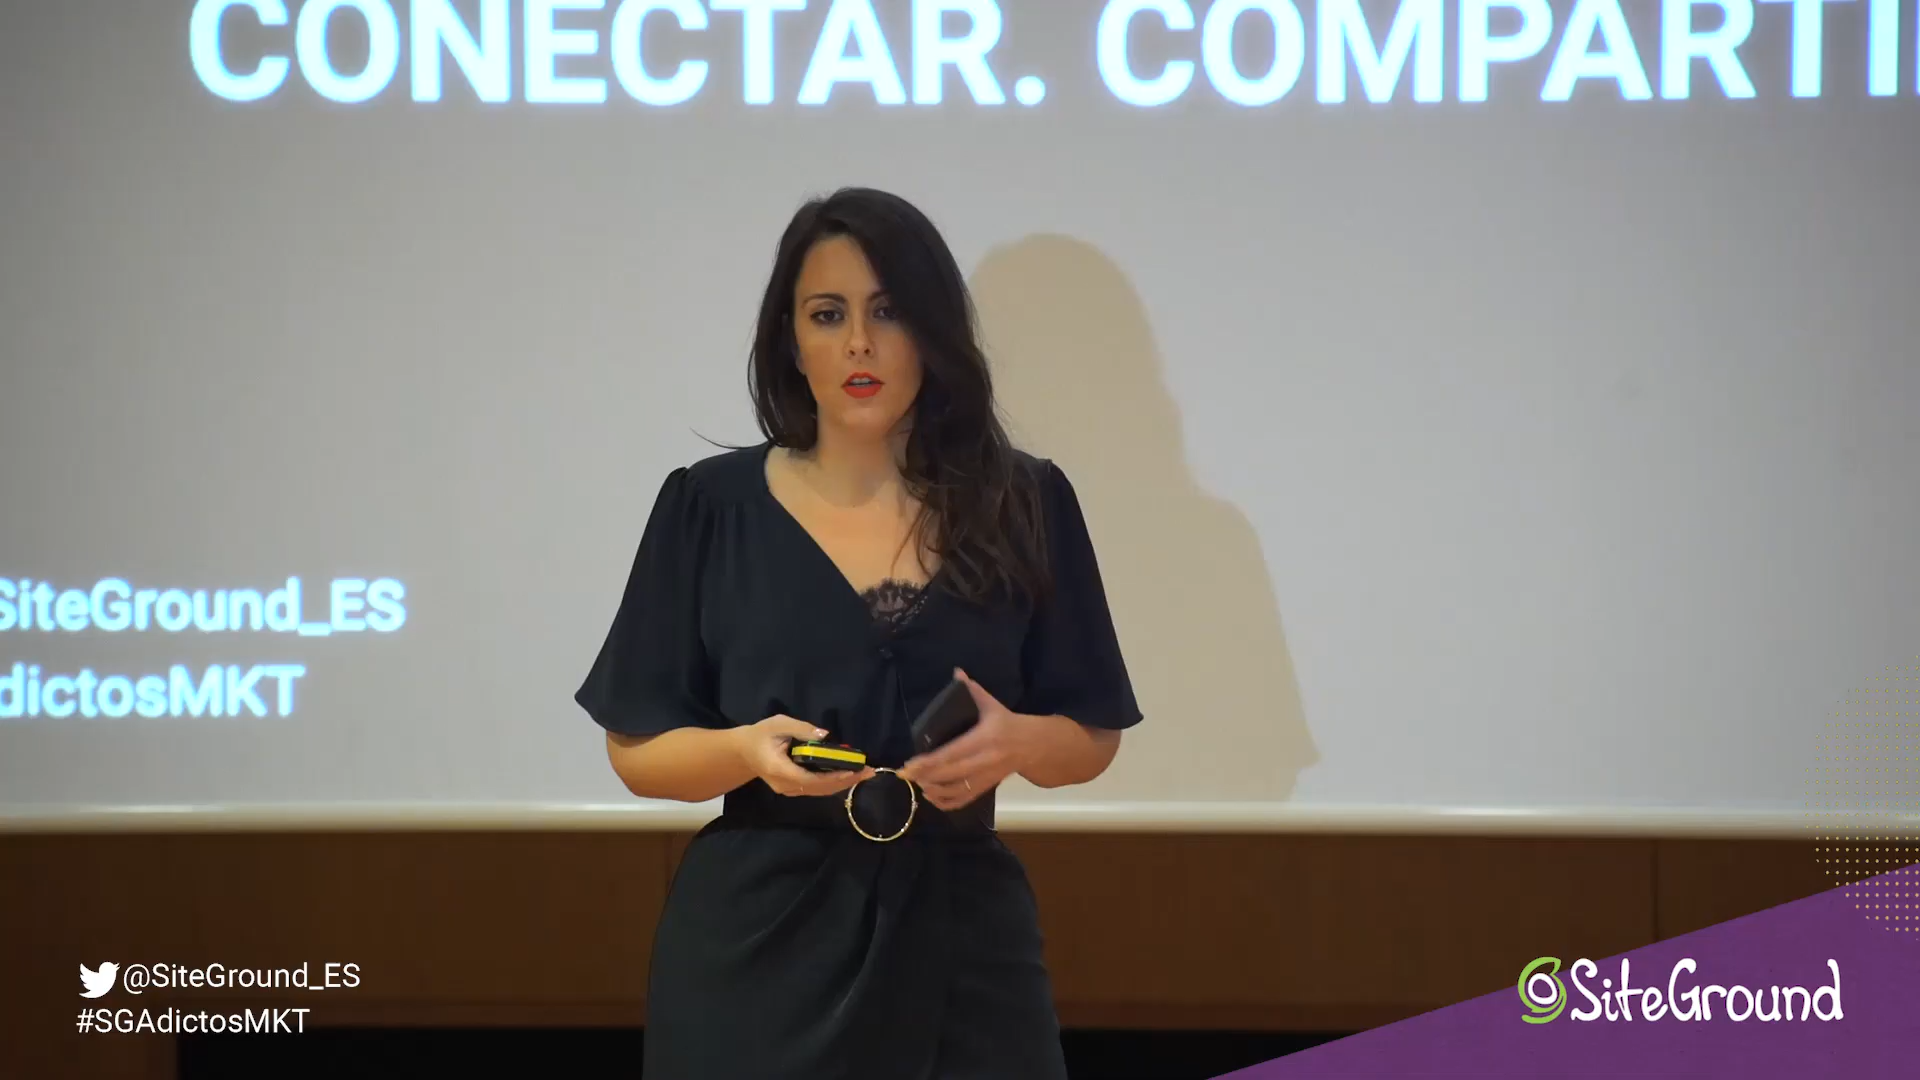 CONECTAR. COMPARTI
SiteGround_ES
dictosMKT
@SiteGround_ES
#SGAdictosMKT
SiteGround